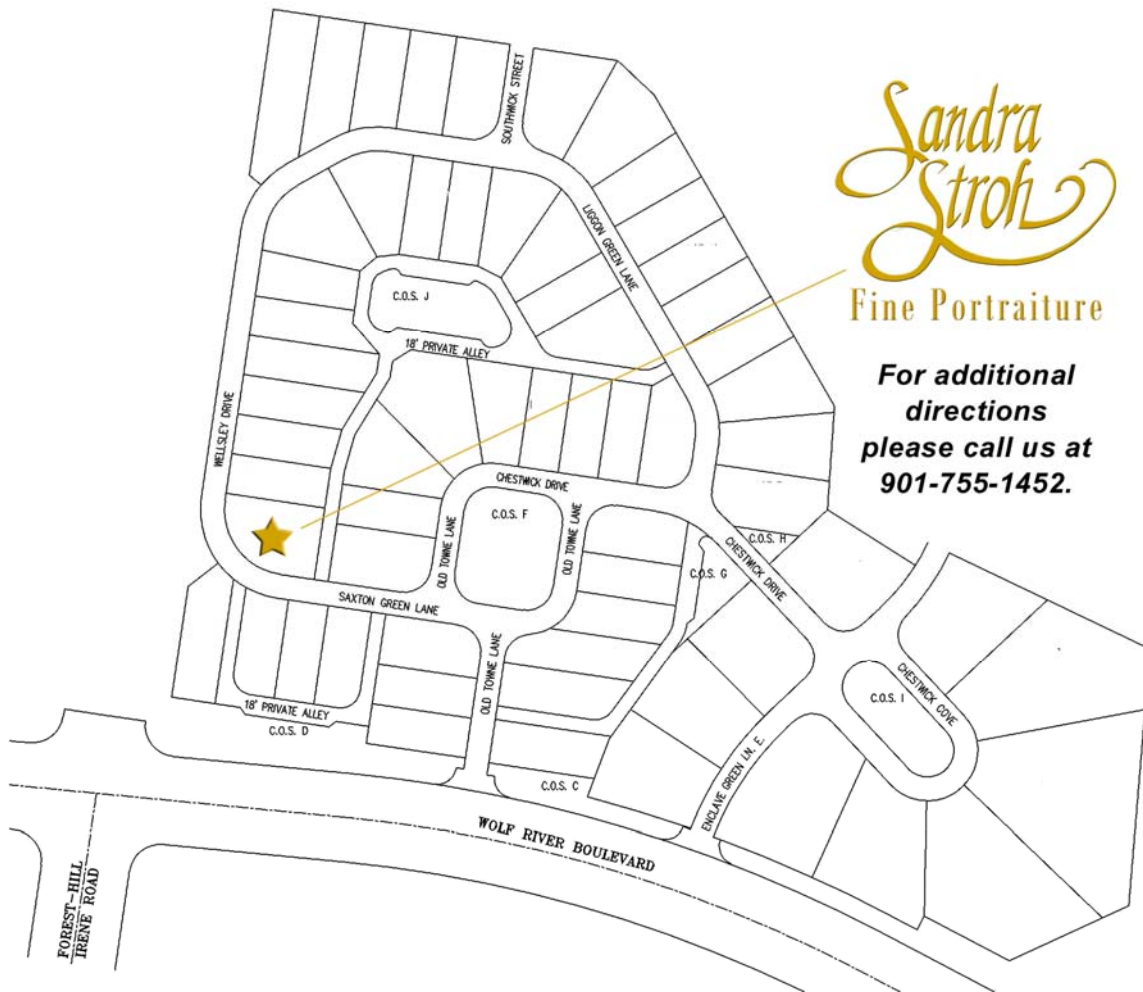 SOUTHWICK STREET
Sandra
Stroh
Fine Portraiture
For additional
directions
please call us at
901-755-1452.
LIGGON GREEN LANE
C.O.S. J
18' PRIVATE ALLEY
WELLSLEY DRIVE
CHESTWICK DRIVE
C.O.S. F
OLD TOWNE LANE
OLD TOWNE LANE
C.O.S. H
C.O.S. G
CHESTWICK DRIVE
SAXTON GREEN LANE
OLD TOWNE LANE
CHESTWICK COVE
C.O.S. I
18' PRIVATE ALLEY
C.O.S. D
C.O.S. C
ENCLAVE GREEN LN. E.
WOLF RIVER BOULEVARD
FOREST-HILL
IRENE ROAD